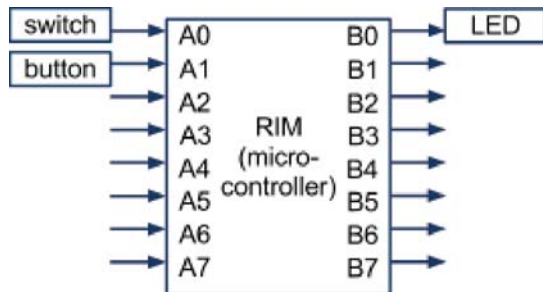 switch
A0
B0
LED
button
A1
B1
A2
B2
A3
RIM
B3
A4
(micro-
controller)
B4
A5
B5
A6
B6
A7
B7